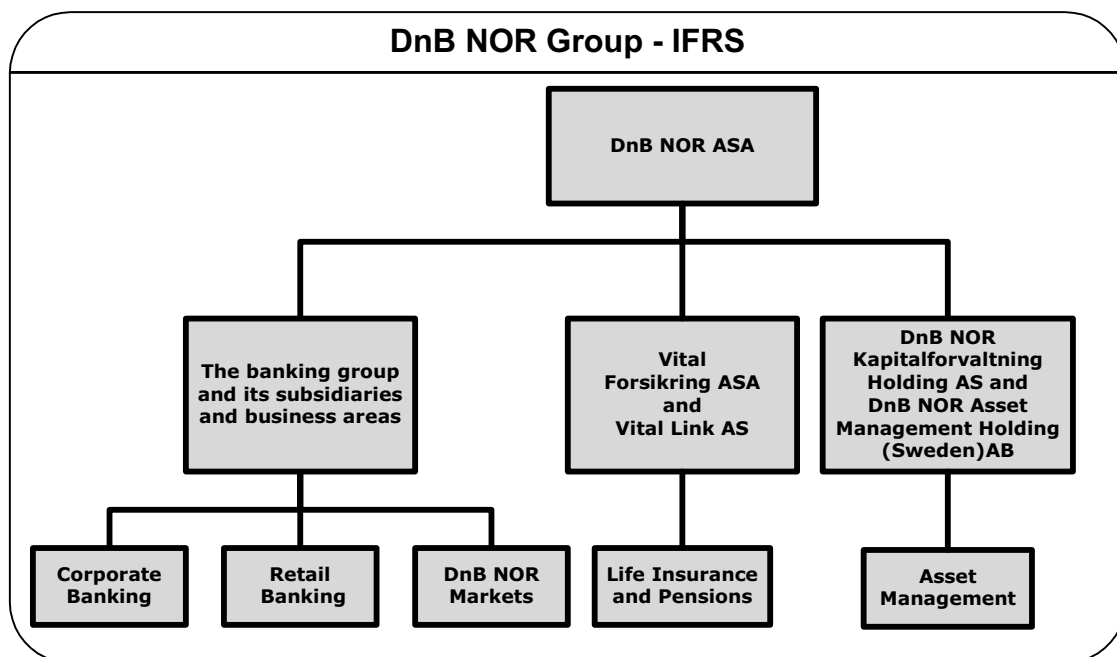 DnB NOR Group - IFRS
DnB NOR ASA
The banking group
and its subsidiaries
and business areas
Vital
Forsikring ASA
and
Vital Link AS
DnB NOR
Kapitalforvaltning
Holding AS and
DnB NOR Asset
Management Holding
(Sweden)AB
Corporate
Banking
Retail
Banking
DnB NOR
Markets
Life Insurance
and Pensions
Asset
Management